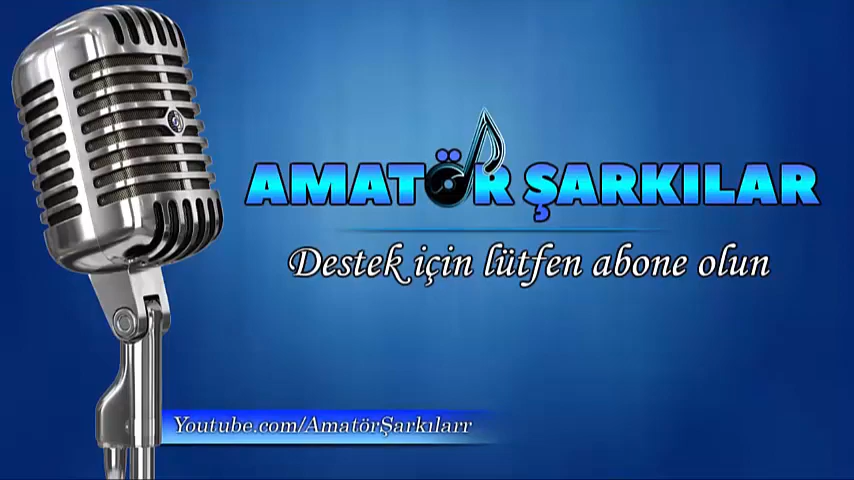 AMATÖR ŞARKILAR
Destek için lütfen abone olun
Youtube.com/AmatörŞarkılarr